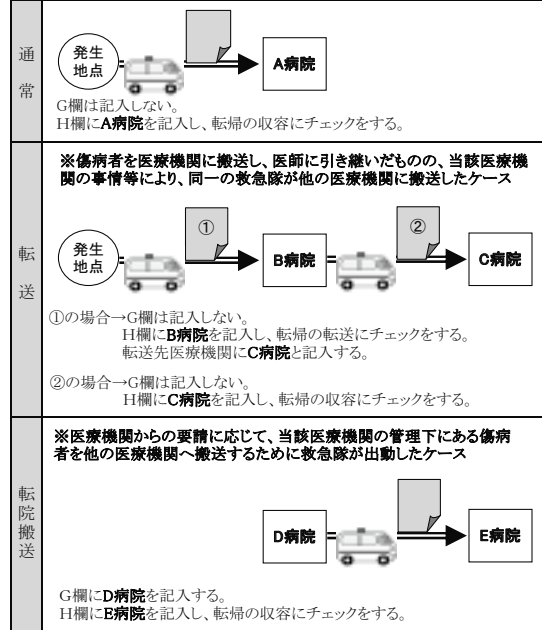 通常
発生
地点
A病院
G欄は記入しない。
H欄にA病院を記入し、転帰の収容にチェックをする。
転送
※傷病者を医療機関に搬送し、医師に引き継いだものの、当該医療機
関の事情等により、同一の救急隊が他の医療機関に搬送したケース
発生
地点
①
B病院
②
C病院
①の場合→G欄は記入しない。
H欄にB病院を記入し、転帰の転送にチェックをする。
転送先医療機関にC病院と記入する。
②の場合→G欄は記入しない。
H欄にC病院を記入し、転帰の収容にチェックをする。
転院搬送
※医療機関からの要請に応じて、当該医療機関の管理下にある傷病
者を他の医療機関へ搬送するために救急隊が出動したケース
D病院
E病院
G欄にD病院を記入する。
H欄にE病院を記入し、転帰の収容にチェックをする。